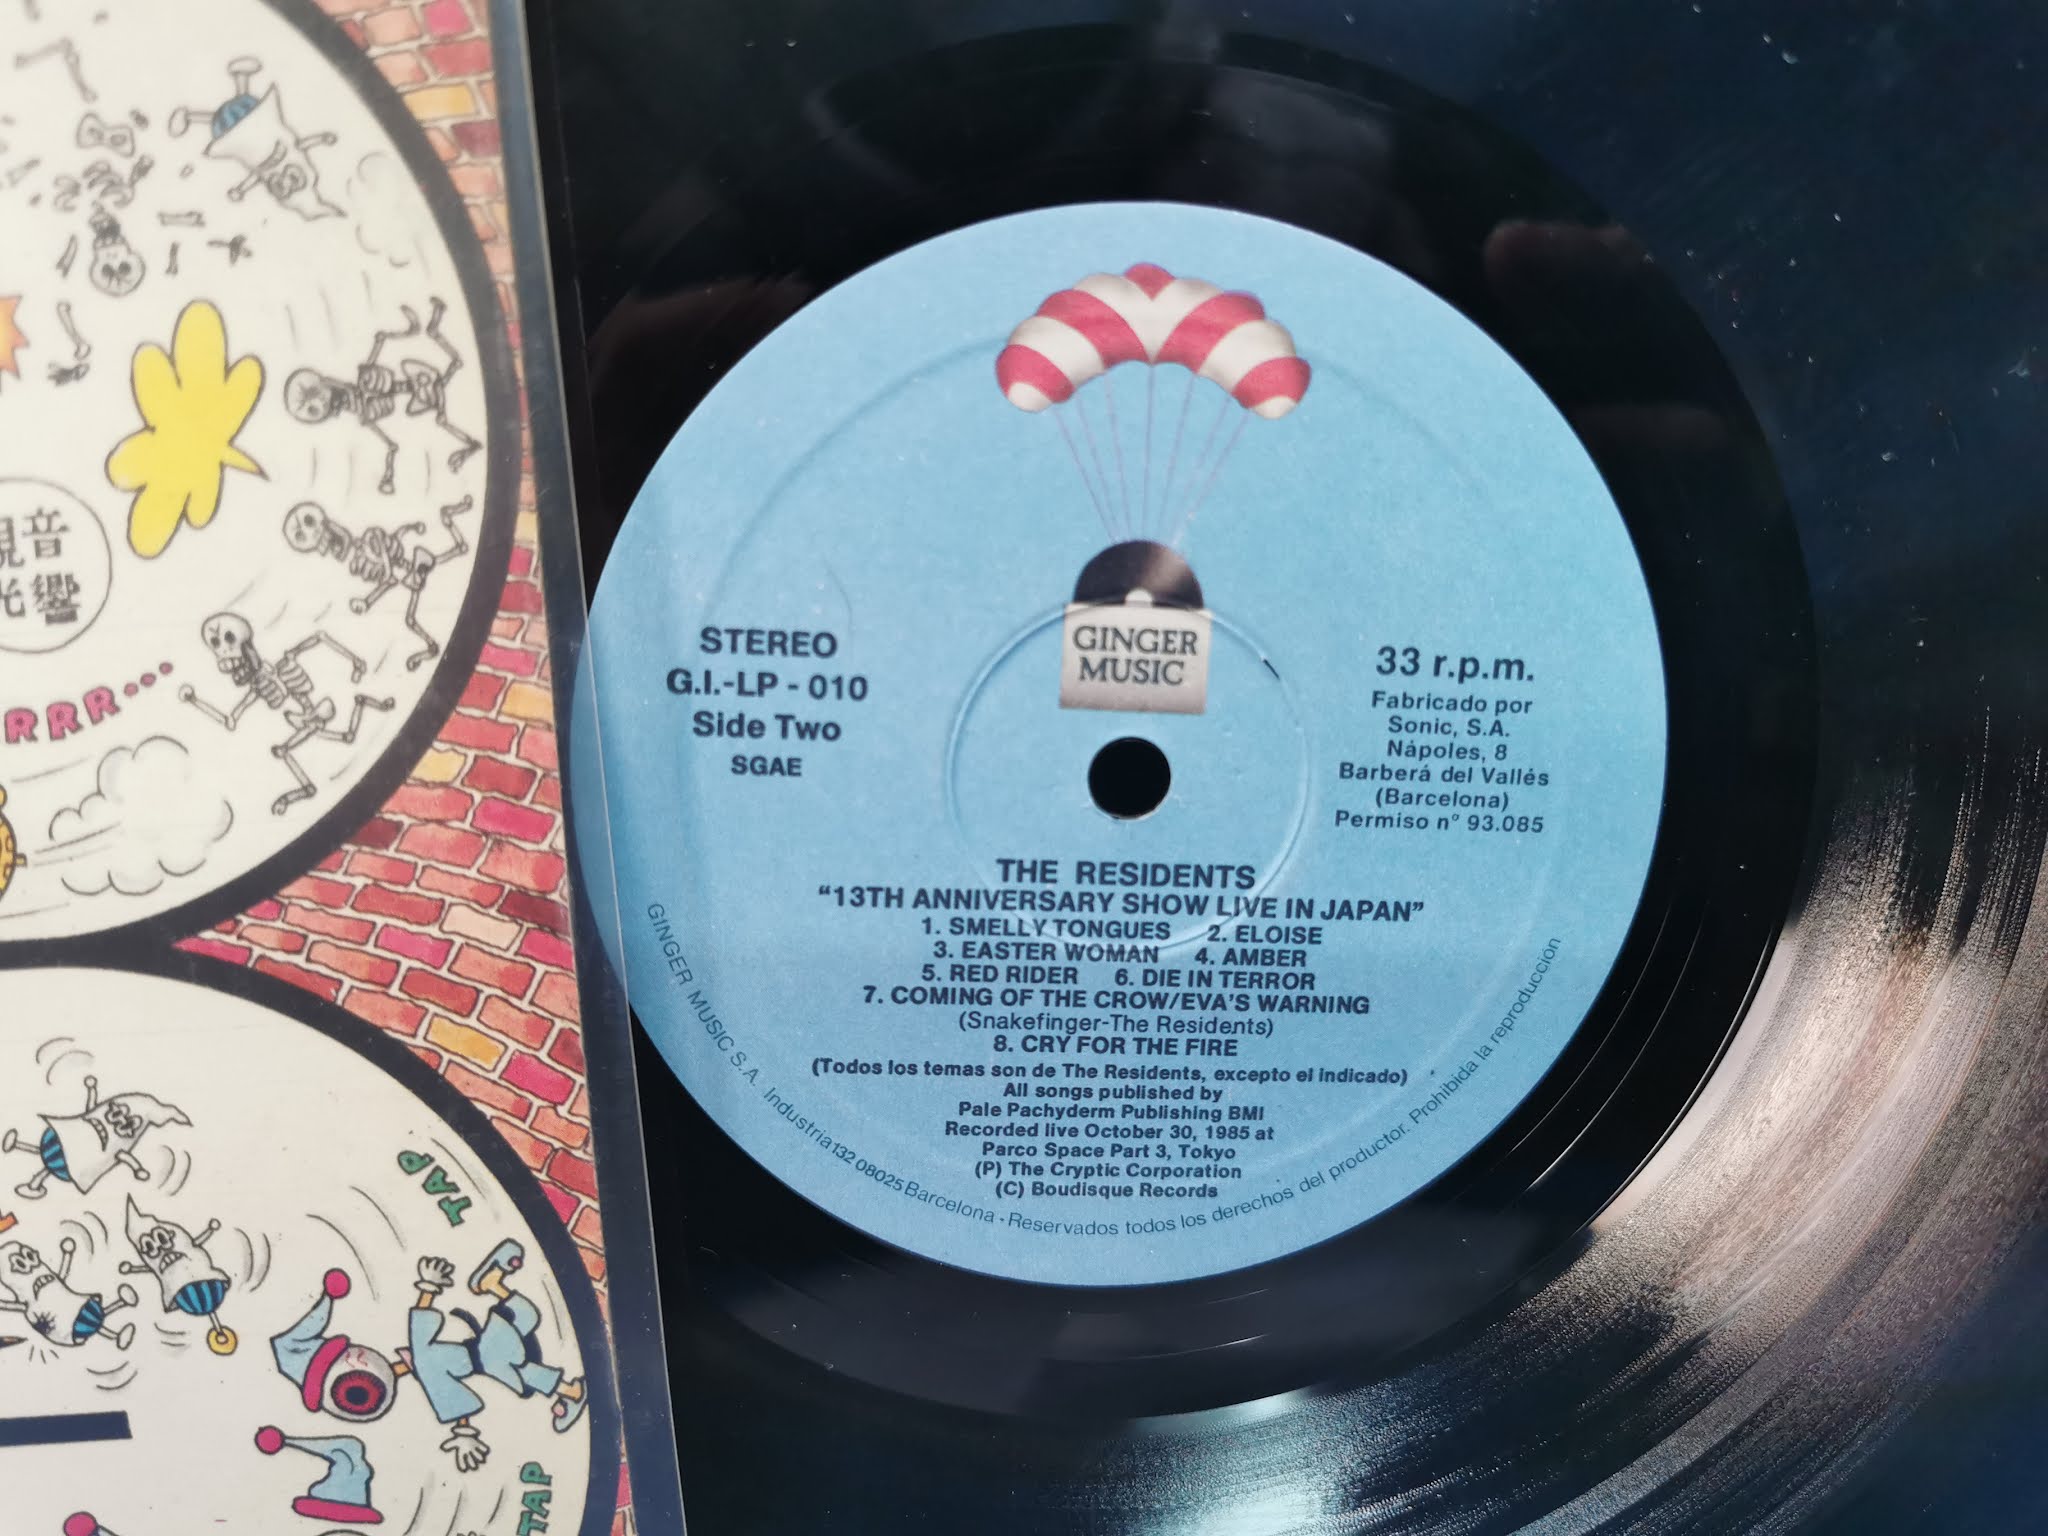 音
響
RRR...
TAP
TAP
GINGER
MUSIC
STEREO
G.I.-LP - 010
Side Two
SGAE
33 r.p.m.
Fabricado por
Sonic, S.A.
Nápoles, 8
Barberá del Vallés
(Barcelona)
Permiso nº 93.085
THE RESIDENTS
“13TH ANNIVERSARY SHOW LIVE IN JAPAN”
1. SMELLY TONGUES 2. ELOISE
3. EASTER WOMAN 4. AMBER
5. RED RIDER 6. DIE IN TERROR
7. COMING OF THE CROW/EVA'S WARNING
(Snakefinger-The Residents)
8. CRY FOR THE FIRE
(Todos los temas son de The Residents, excepto el indicado)
All songs published by
Pale Pachyderm Publishing BMI
Recorded live October 30, 1985 at
Parco Space Part 3, Tokyo
(P) The Cryptic Corporation
(C) Boudisque Records
GINGER MUSIC S.A. Industria 132 08025 Barcelona - Reservados todos los derechos del productor. Prohibida la reproduccion